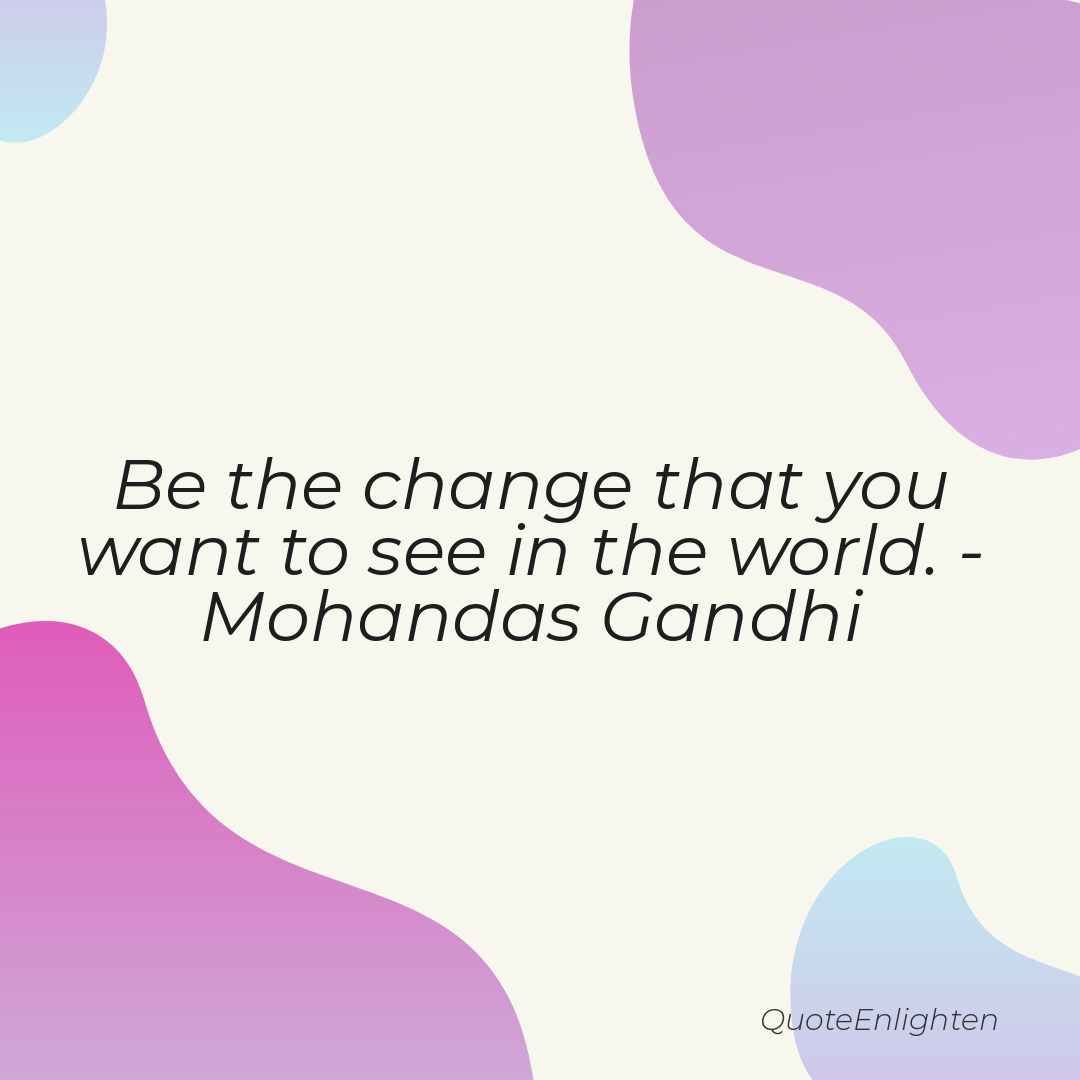 Be the change that you
want to see in the world. -
Mohandas Gandhi
QuoteEnlighten